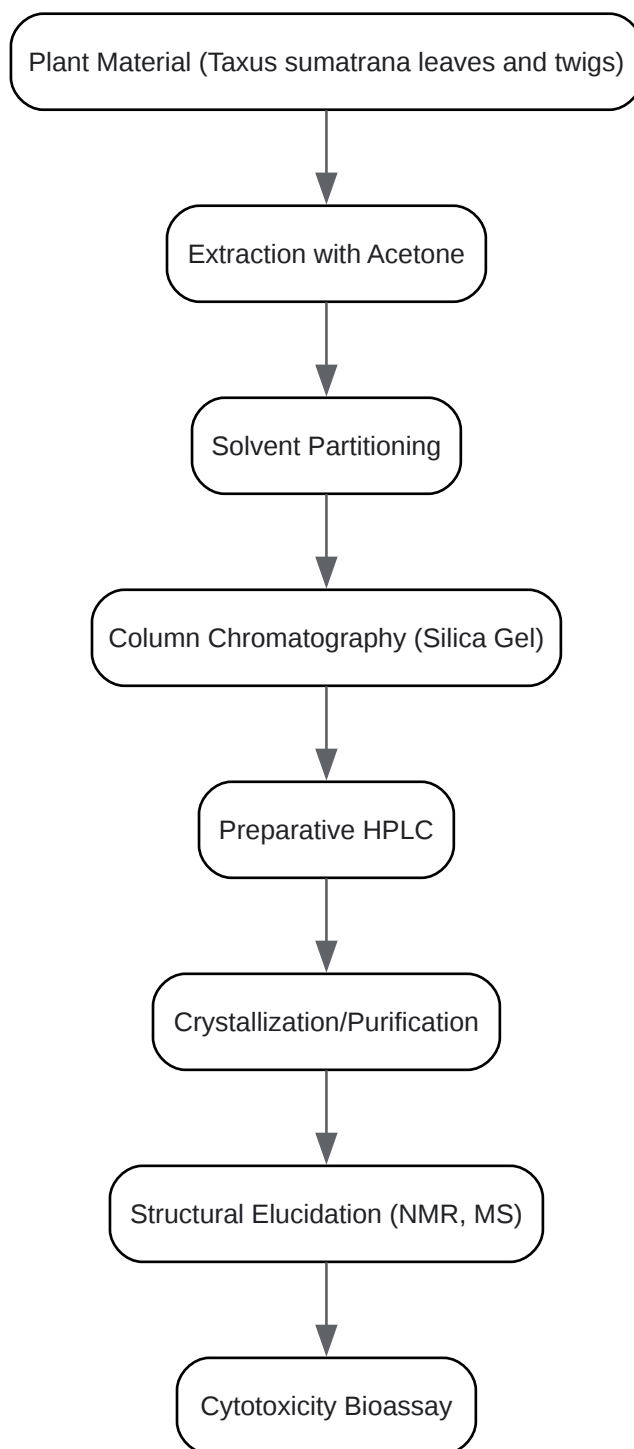 Plant Material (Taxus sumatrana leaves and twigs)
Extraction with Acetone
Solvent Partitioning
Column Chromatography (Silica Gel)
Preparative HPLC
Crystallization/Purification
Structural Elucidation (NMR, MS)
Cytotoxicity Bioassay